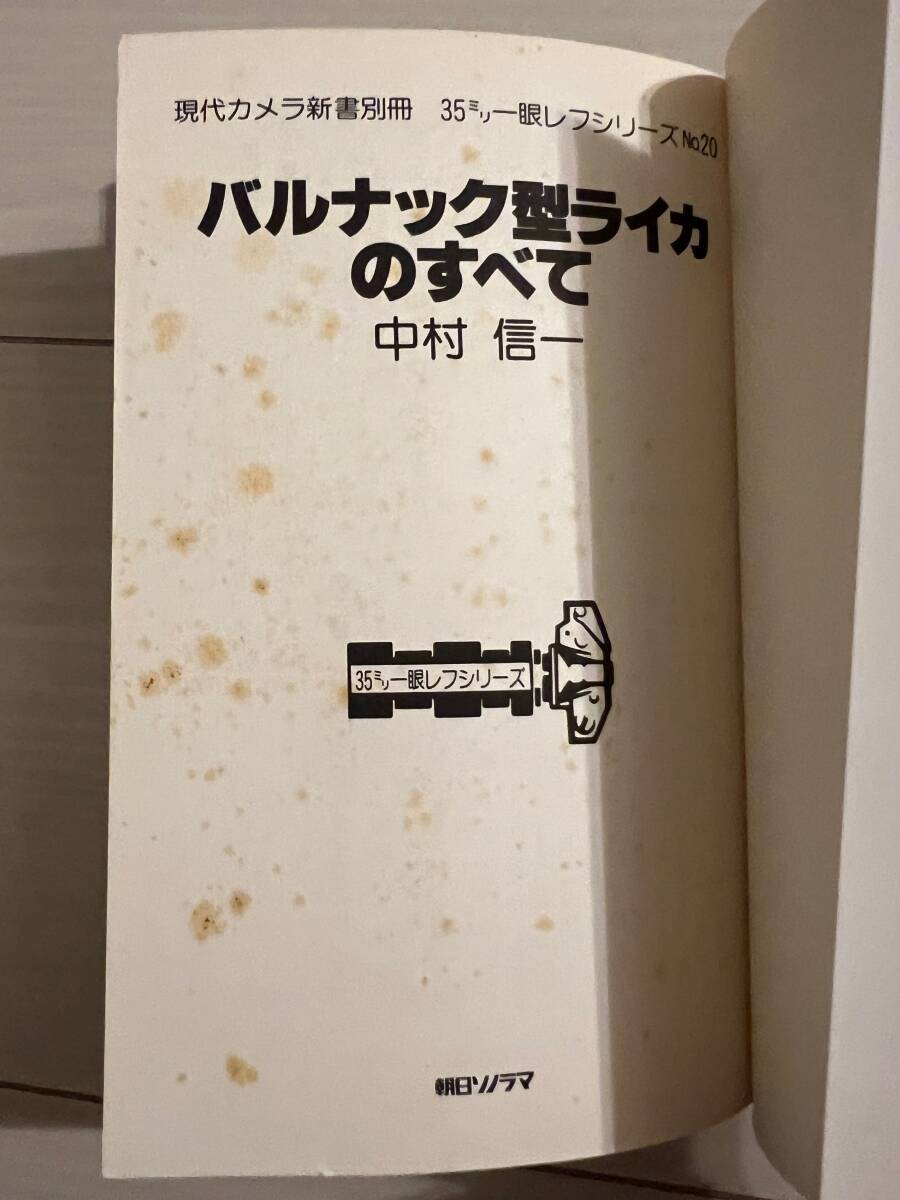 現代カメラ新書別冊 35㍉一眼レフシリーズNo.20
バルナック型ライカ
のすべて
中村 信一
35㍉一眼レフシリーズ
朝日ソノラマ